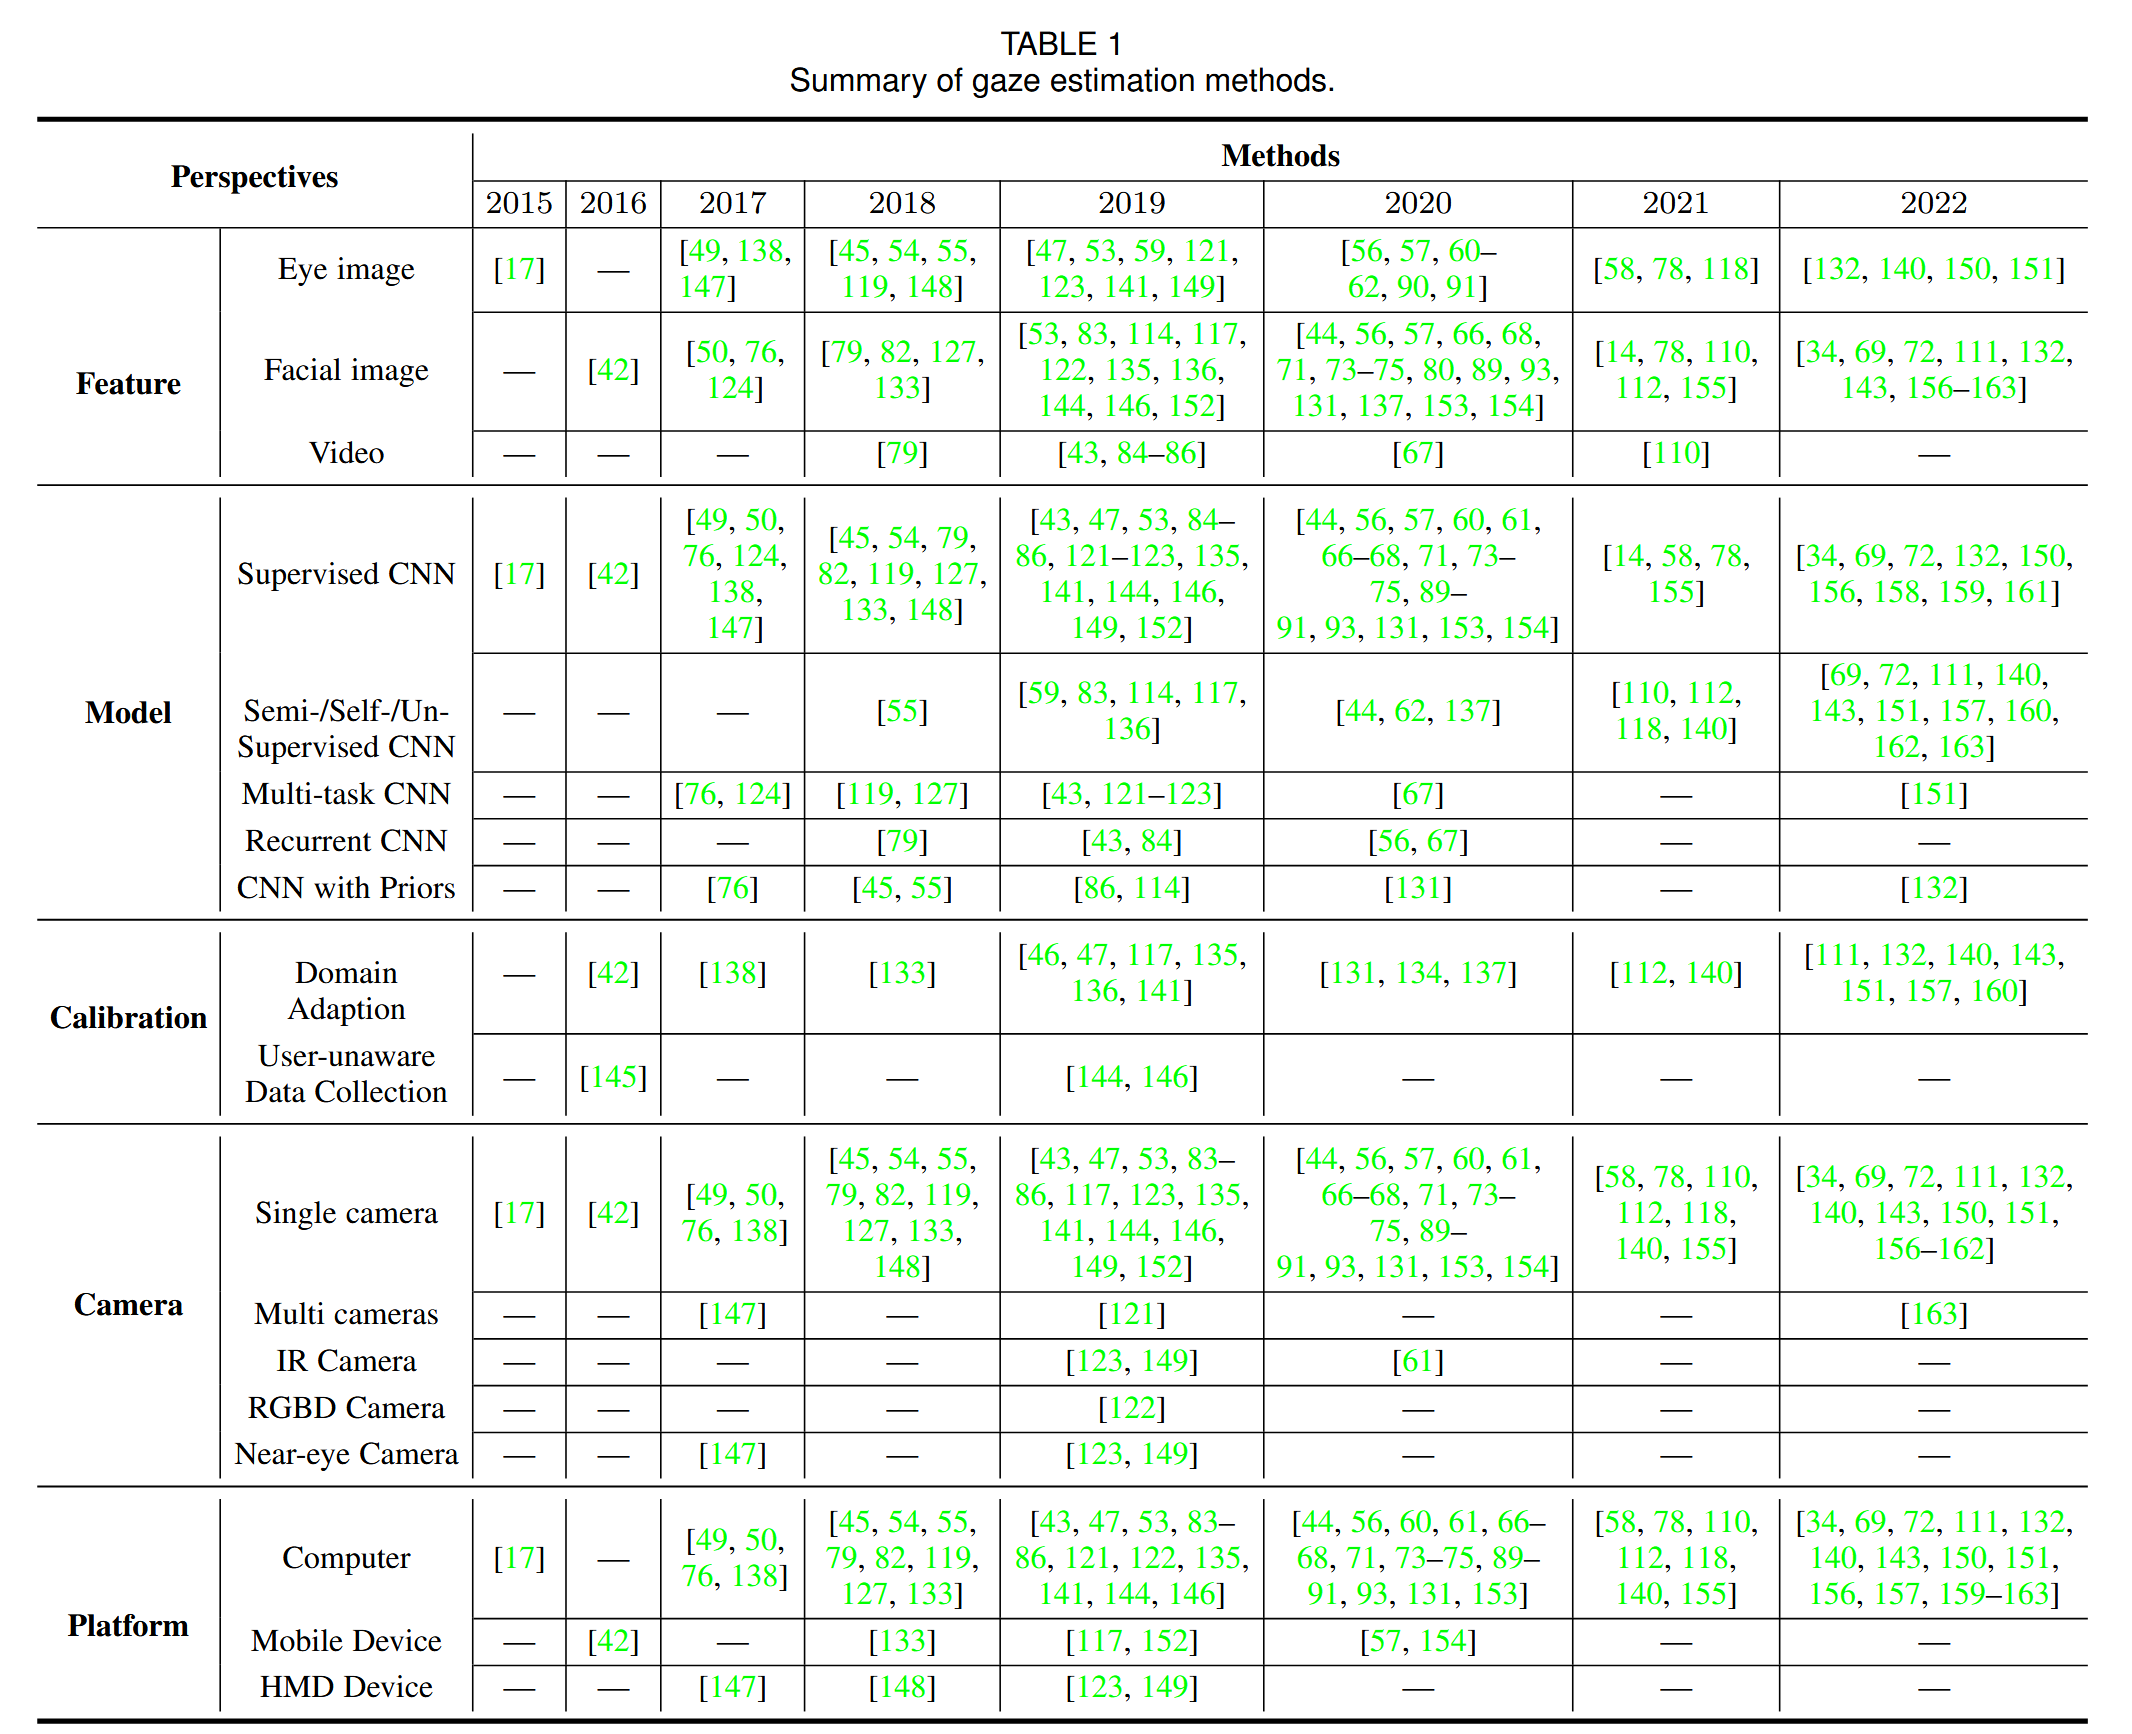 TABLE 1
Summary of gaze estimation methods.
Perspectives
Methods
2015 2016 2017 2018 2019 2020 2021 2022
Feature
Eye image
[17]
—
[49, 138,
147]
[45, 54, 55,
119, 148]
[47, 53, 59, 121,
123, 141, 149]
[56, 57, 60–
62, 90, 91]
[58, 78, 118]
[132, 140, 150, 151]
Facial image
—
[42]
[50, 76,
124]
[79, 82, 127,
133]
[53, 83, 114, 117,
122, 135, 136,
144, 146, 152]
[44, 56, 57, 66, 68,
71, 73–75, 80, 89, 93,
131, 137, 153, 154]
[14, 78, 110,
112, 155]
[34, 69, 72, 111, 132,
143, 156–163]
Video — — — [79] [43, 84–86] [67] [110] —
Model
Supervised CNN
[17]
[42]
[49, 50,
76, 124,
138,
147]
[45, 54, 79,
82, 119, 127,
133, 148]
[43, 47, 53, 84–
86, 121–123, 135,
141, 144, 146,
149, 152]
[44, 56, 57, 60, 61,
66–68, 71, 73–
75, 89–
91, 93, 131, 153, 154]
[14, 58, 78,
155]
[34, 69, 72, 132, 150,
156, 158, 159, 161]
Semi-/Self-/Un-
Supervised CNN
—
—
—
[55]
[59, 83, 114, 117,
136]
[44, 62, 137]
[110, 112,
118, 140]
[69, 72, 111, 140,
143, 151, 157, 160,
162, 163]
Multi-task CNN — — [76, 124] [119, 127] [43, 121–123] [67] — [151]
Recurrent CNN — — — [79] [43, 84] [56, 67] — —
CNN with Priors — — [76] [45, 55] [86, 114] [131] — [132]
Calibration
Domain
Adaption
—
[42]
[138]
[133]
[46, 47, 117, 135,
136, 141]
[131, 134, 137]
[112, 140]
[111, 132, 140, 143,
151, 157, 160]
User-unaware
Data Collection
— [145] — — [144, 146] — — —
Camera
Single camera
[17]
[42]
[49, 50,
76, 138]
[45, 54, 55,
79, 82, 119,
127, 133,
148]
[43, 47, 53, 83–
86, 117, 123, 135,
141, 144, 146,
149, 152]
[44, 56, 57, 60, 61,
66–68, 71, 73–
75, 89–
91, 93, 131, 153, 154]
[58, 78, 110,
112, 118,
140, 155]
[34, 69, 72, 111, 132,
140, 143, 150, 151,
156–162]
Multi cameras — — [147] — [121] — — [163]
IR Camera — — — — [123, 149] [61] — —
RGBD Camera — — — — [122] — — —
Near-eye Camera — — [147] — [123, 149] — — —
Platform
Computer
[17]
—
[49, 50,
76, 138]
[45, 54, 55,
79, 82, 119,
127, 133]
[43, 47, 53, 83–
86, 121, 122, 135,
141, 144, 146]
[44, 56, 60, 61, 66–
68, 71, 73–75, 89–
91, 93, 131, 153]
[58, 78, 110,
112, 118,
140, 155]
[34, 69, 72, 111, 132,
140, 143, 150, 151,
156, 157, 159–163]
Mobile Device — [42] — [133] [117, 152] [57, 154] — —
HMD Device — — [147] [148] [123, 149] — — —